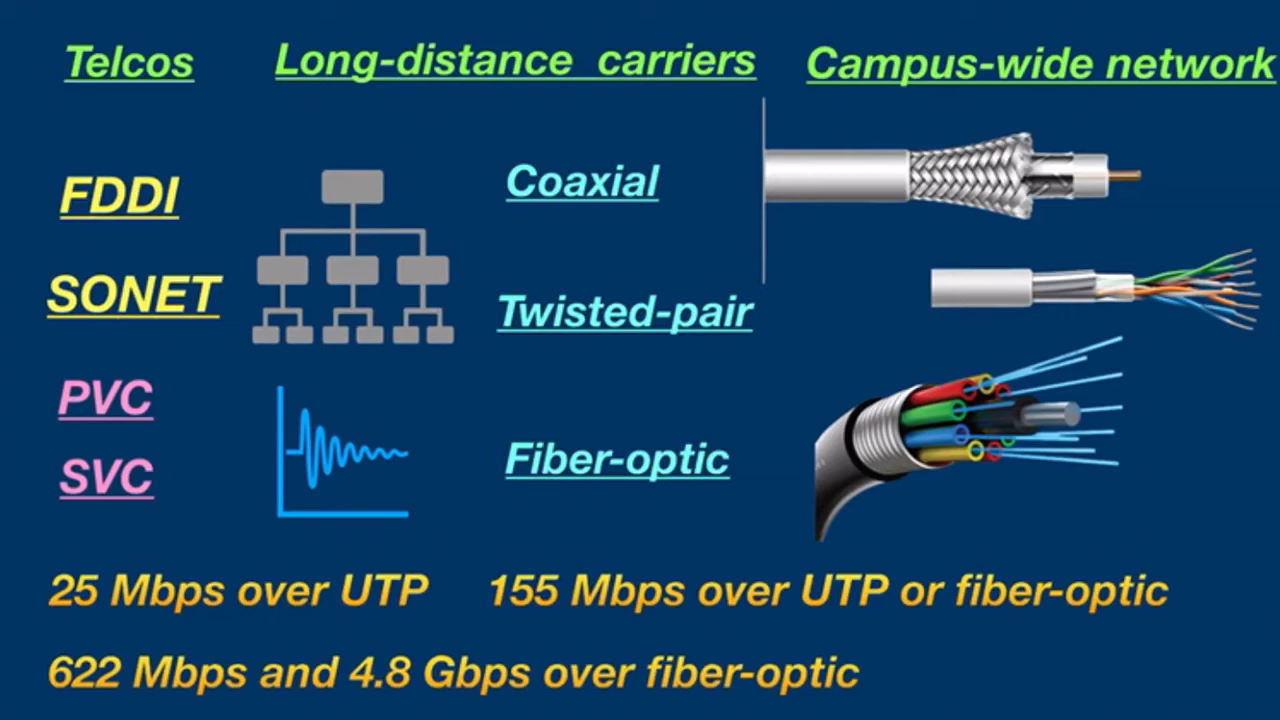 Telcos Long-distance carriers Campus-wide network
FDDI
Coaxial
SONET
Twisted-pair
PVC
SVC
Fiber-optic
25 Mbps over UTP 155 Mbps over UTP or fiber-optic
622 Mbps and 4.8 Gbps over fiber-optic